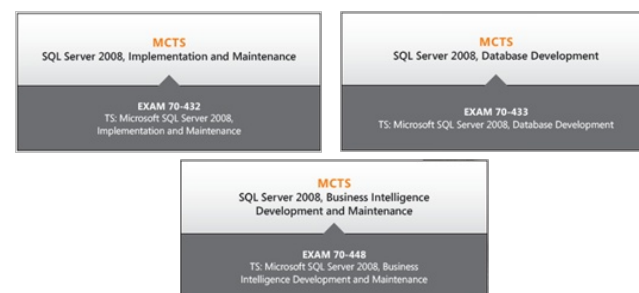 MCTS
SQL Server 2008, Implementation and Maintenance
EXAM 70-432
TS: Microsoft SQL Server 2008,
Implementation and Maintenance
MCTS
SQL Server 2008, Database Development
EXAM 70-433
TS: Microsoft SQL Server 2008, Database Development
MCTS
SQL Server 2008, Business Intelligence
Development and Maintenance
EXAM 70-448
TS: Microsoft SQL Server 2008, Business
Intelligence Development and Maintenance